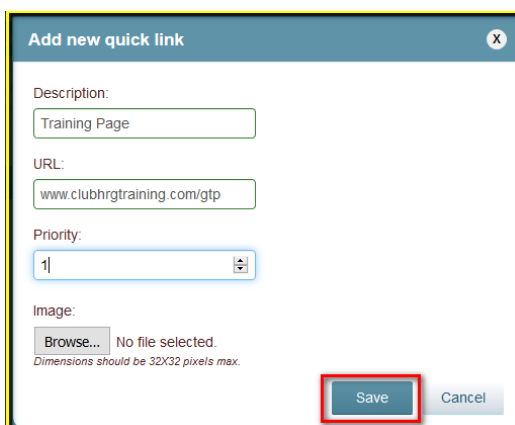 Add new quick link
X
Description:
Training Page
URL:
www.clubhrgtraining.com/gtp
Priority:
1
Image:
Browse... No file selected.
Dimensions should be 32X32 pixels max.
Save Cancel